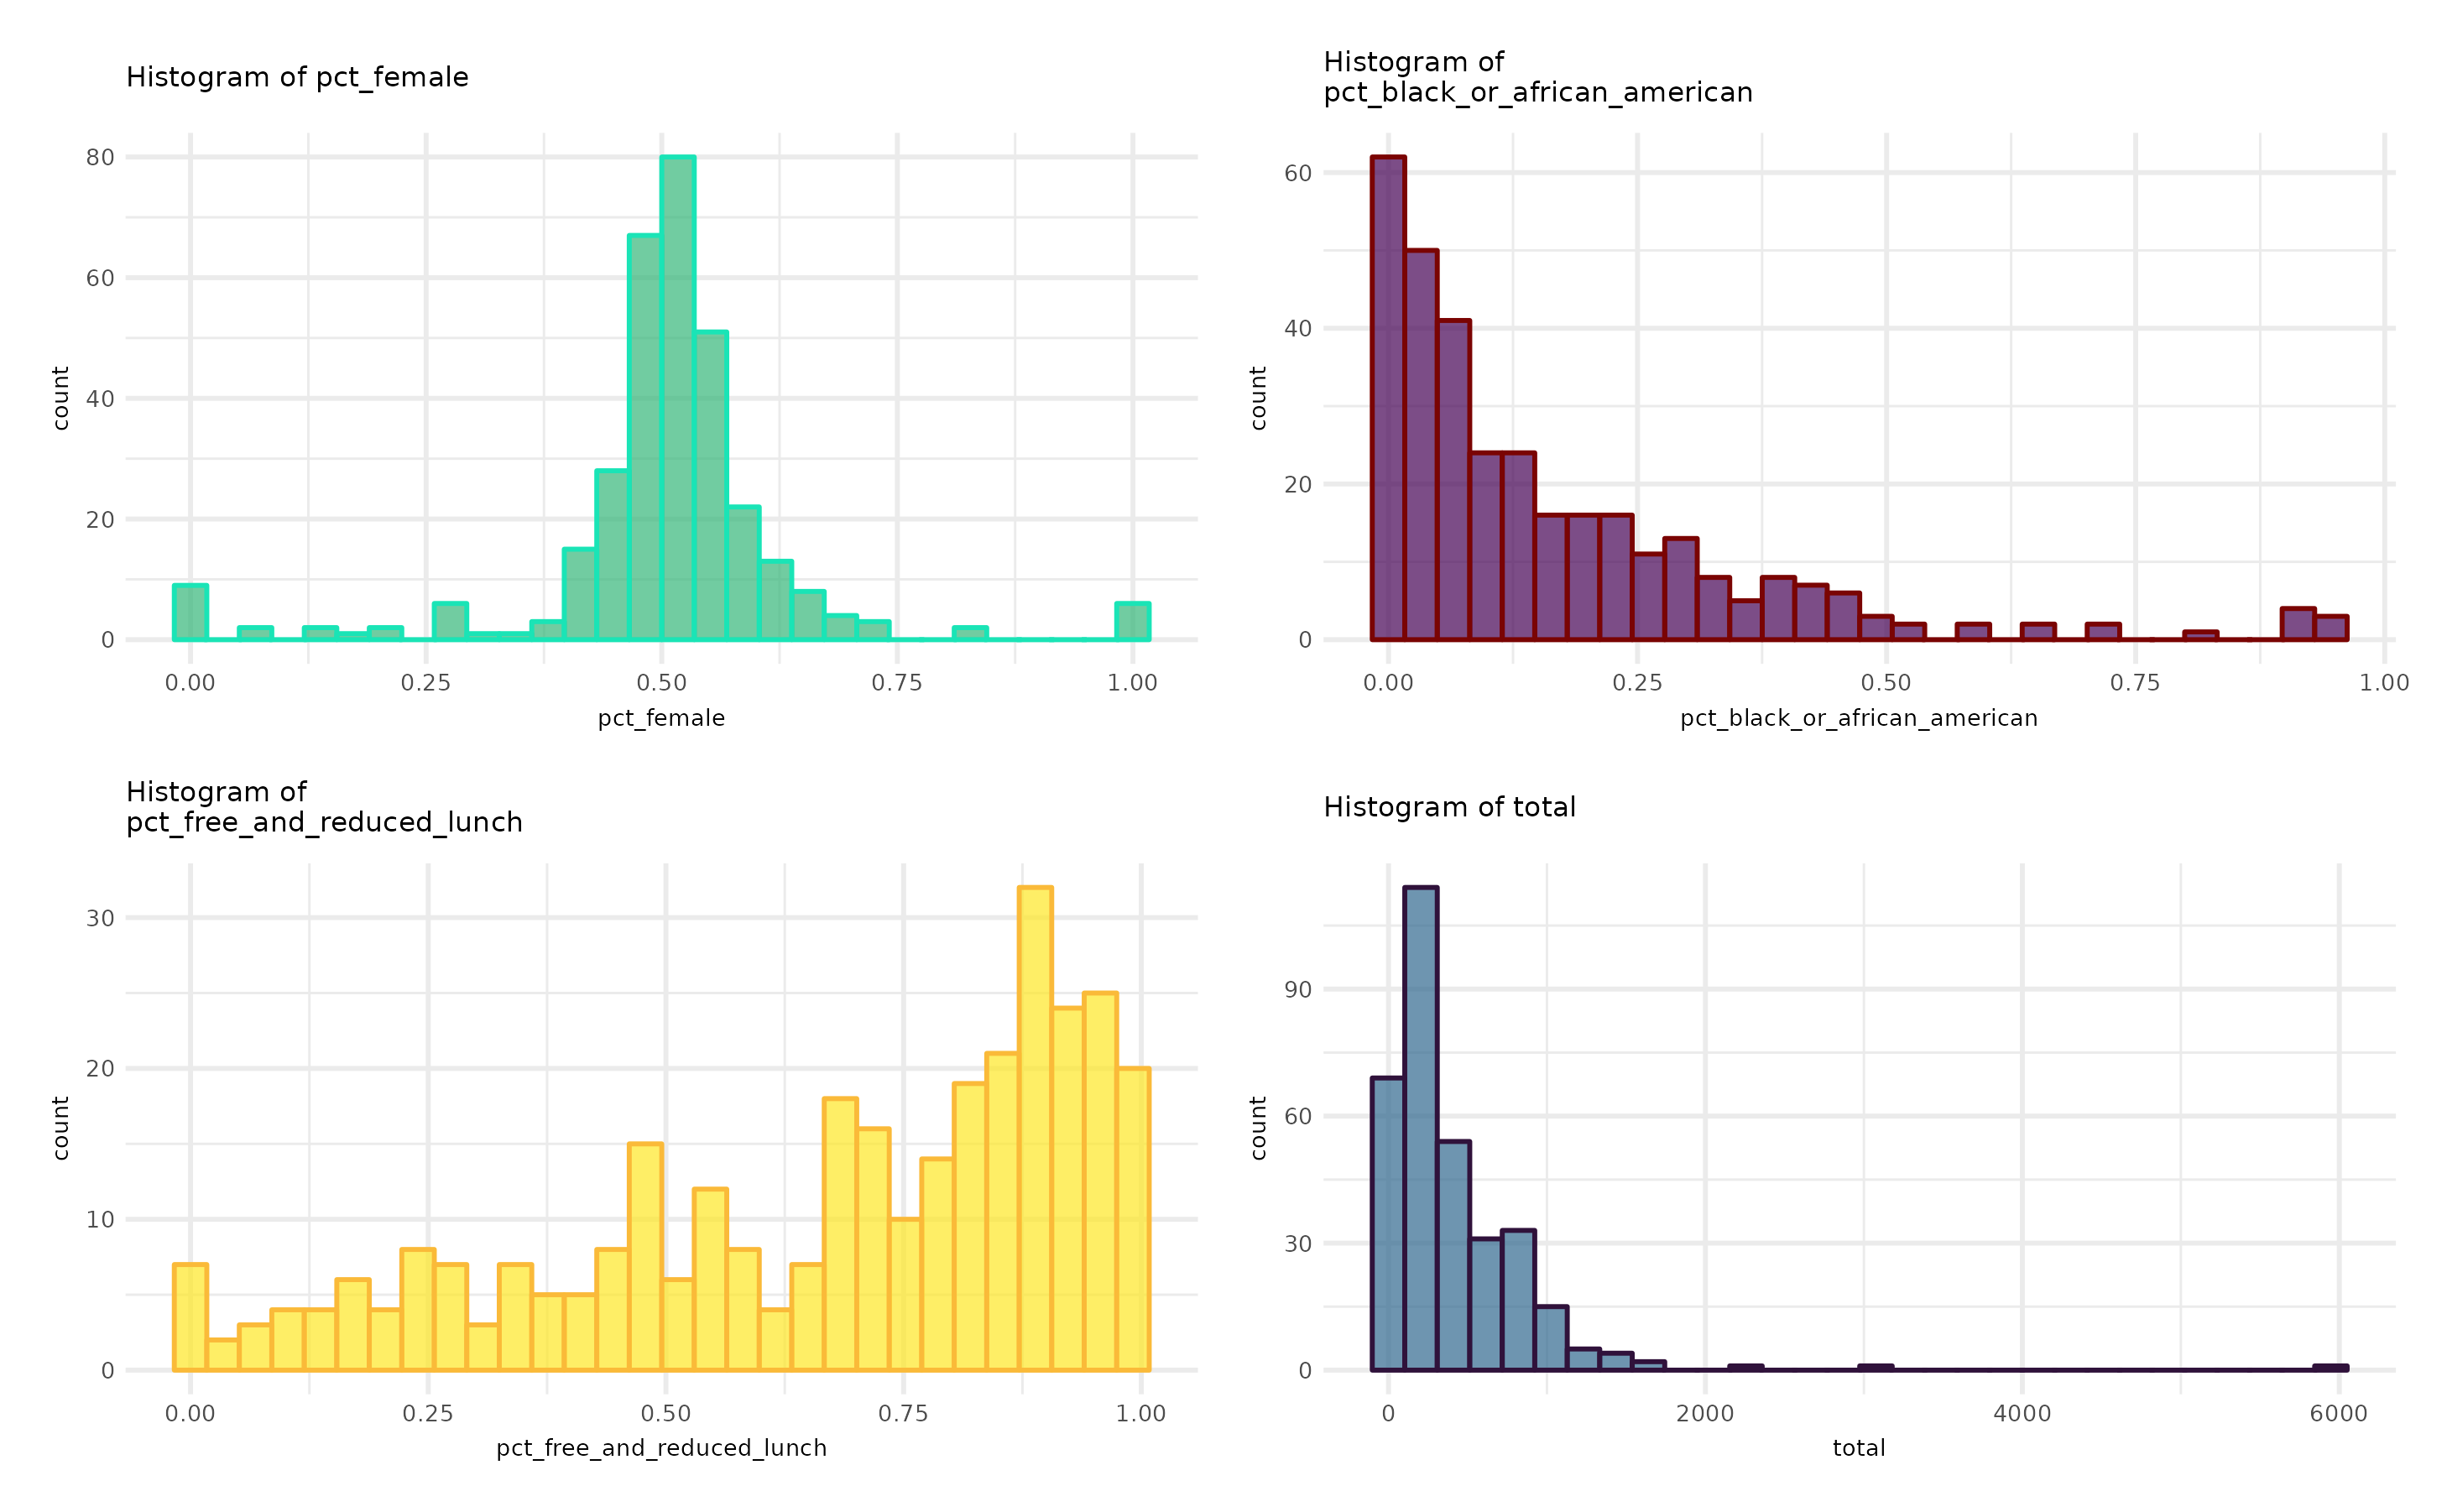 Histogram of pct_female
80
60
40
20
0
count
0.00 0.25 0.50 0.75 1.00
pct_female
Histogram of
pct_black_or_african_american
60
40
20
0
count
0.00 0.25 0.50 0.75 1.00
pct_black_or_african_american
Histogram of
pct_free_and_reduced_lunch
30
20
10
0
count
0.00 0.25 0.50 0.75 1.00
pct_free_and_reduced_lunch
Histogram of total
90
60
30
0
count
0 2000 4000 6000
total